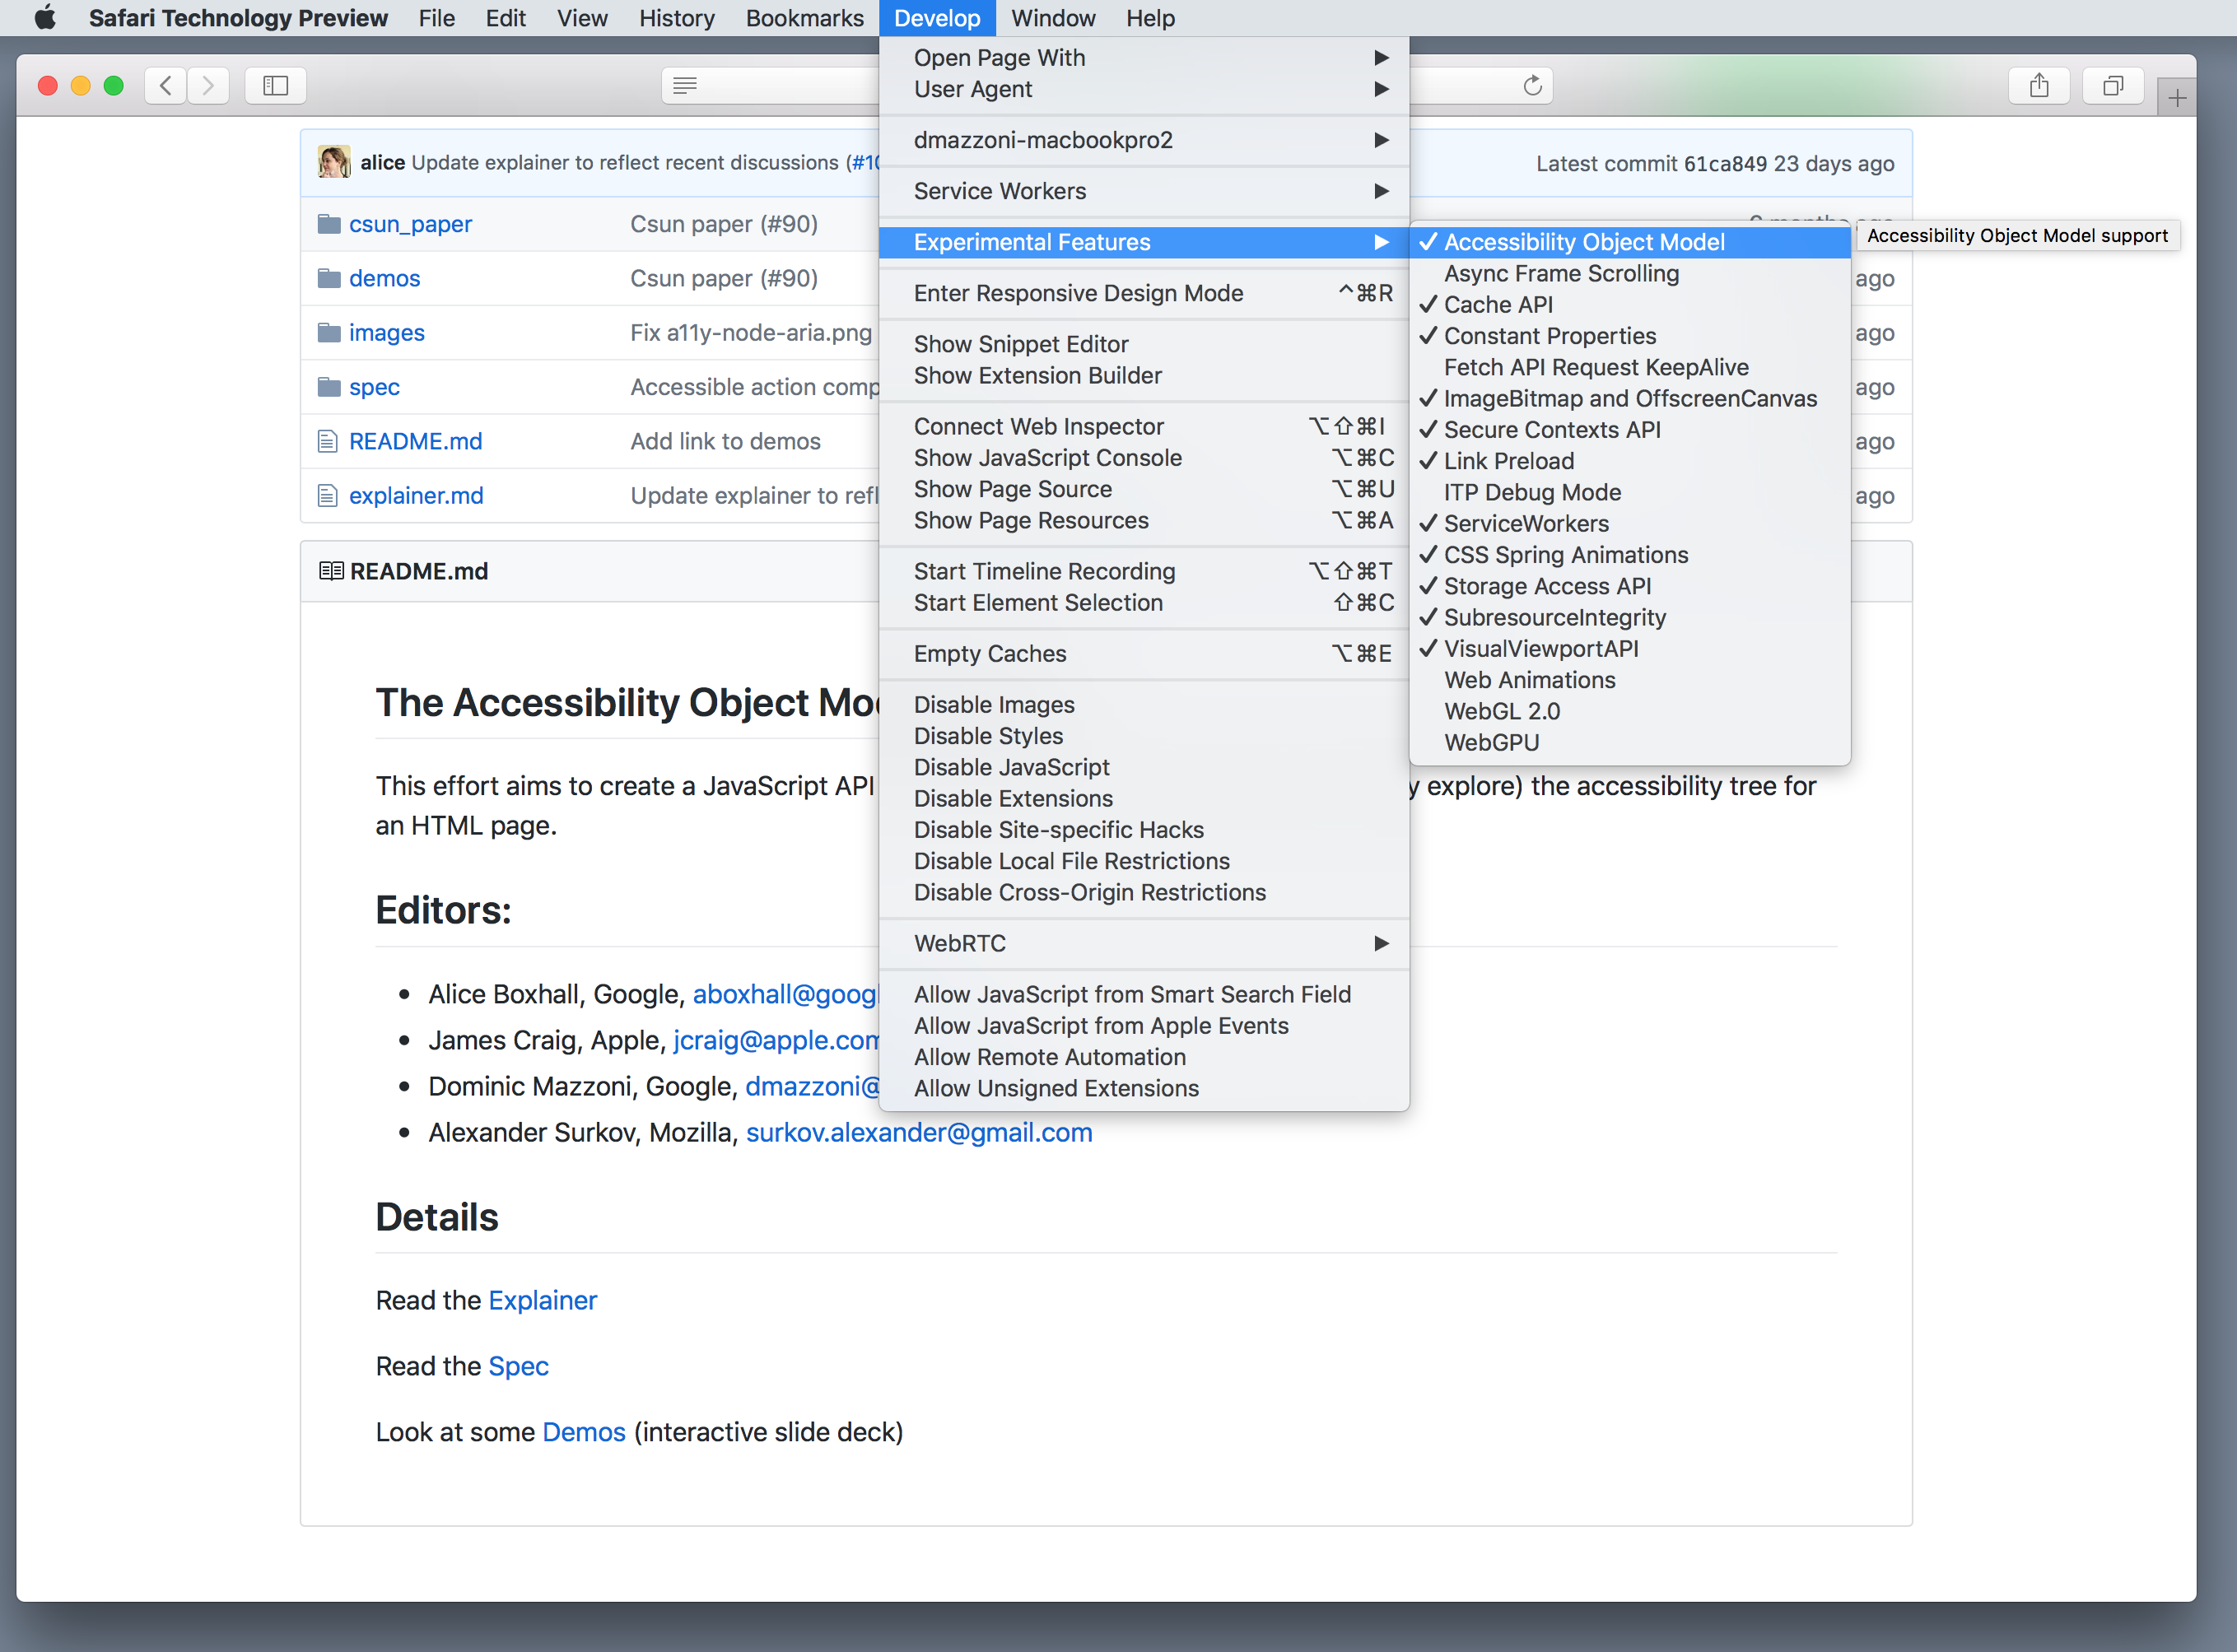 Safari Technology Preview File Edit View History Bookmarks Develop Window Help
alice Update explainer to reflect recent discussions (#10
Latest commit 61ca849 23 days ago
csun_paper Csun paper (#90)
demos Csun paper (#90) ago
images Fix a11y-node-aria.png ago
spec Accessible action comp ago
README.md Add link to demos ago
explainer.md Update explainer to refl ago
README.md
The Accessibility Object Mod
This effort aims to create a JavaScript API y explore) the accessibility tree for
an HTML page.
Editors:
• Alice Boxhall, Google, aboxhall@googl
• James Craig, Apple, jcraig@apple.com
• Dominic Mazzoni, Google, dmazzoni@
• Alexander Surkov, Mozilla, surkov.alexander@gmail.com
Details
Read the Explainer
Read the Spec
Look at some Demos (interactive slide deck)
Open Page With
User Agent
dmazzoni-macbookpro2
Service Workers
Experimental Features
Enter Responsive Design Mode ^⌘R
Show Snippet Editor
Show Extension Builder
Connect Web Inspector ⌥⇧⌘I
Show JavaScript Console ⌥⌘C
Show Page Source ⌥⌘U
Show Page Resources ⌥⌘A
Start Timeline Recording ⌥⇧⌘T
Start Element Selection ⇧⌘C
Empty Caches ⌥⌘E
Disable Images
Disable Styles
Disable JavaScript
Disable Extensions
Disable Site-specific Hacks
Disable Local File Restrictions
Disable Cross-Origin Restrictions
WebRTC
Allow JavaScript from Smart Search Field
Allow JavaScript from Apple Events
Allow Remote Automation
Allow Unsigned Extensions
✓ Accessibility Object Model
Async Frame Scrolling
✓ Cache API
✓ Constant Properties
Fetch API Request KeepAlive
✓ ImageBitmap and OffscreenCanvas
✓ Secure Contexts API
✓ Link Preload
ITP Debug Mode
✓ ServiceWorkers
✓ CSS Spring Animations
✓ Storage Access API
✓ SubresourceIntegrity
✓ VisualViewportAPI
Web Animations
WebGL 2.0
WebGPU
Accessibility Object Model support